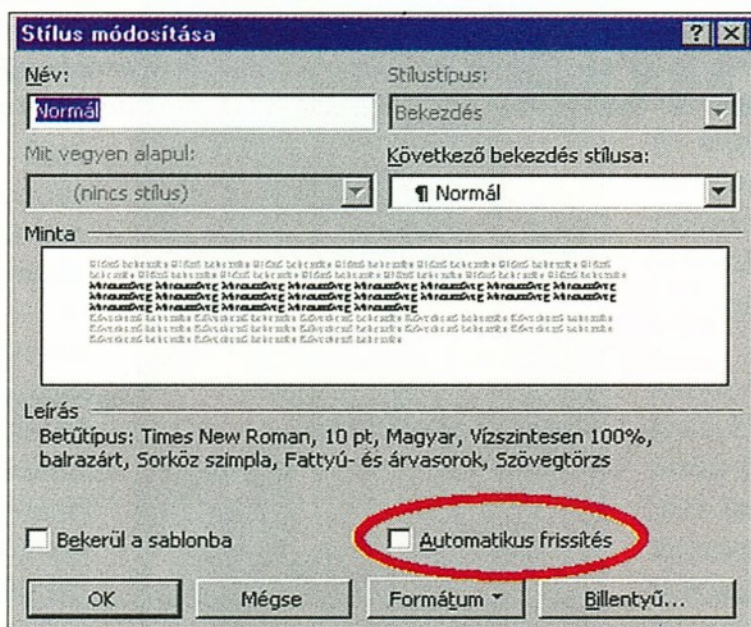 Stílus módosítása
Név:
Stílustípus:
Normál
Bekezdés
Mit vegyen alapul:
Következő bekezdés stílusa:
(nincs stílus)
¶ Normál
Minta
Leírás
Betűtípus: Times New Roman, 10 pt, Magyar, Vízszintesen 100%,
balrazárt, Sorköz szimpla, Fattyú- és árvasorok, Szövegtörzs
Bekerül a sablonba
Automatikus frissítés
OK
Mégse
Formátum
Billentyű...